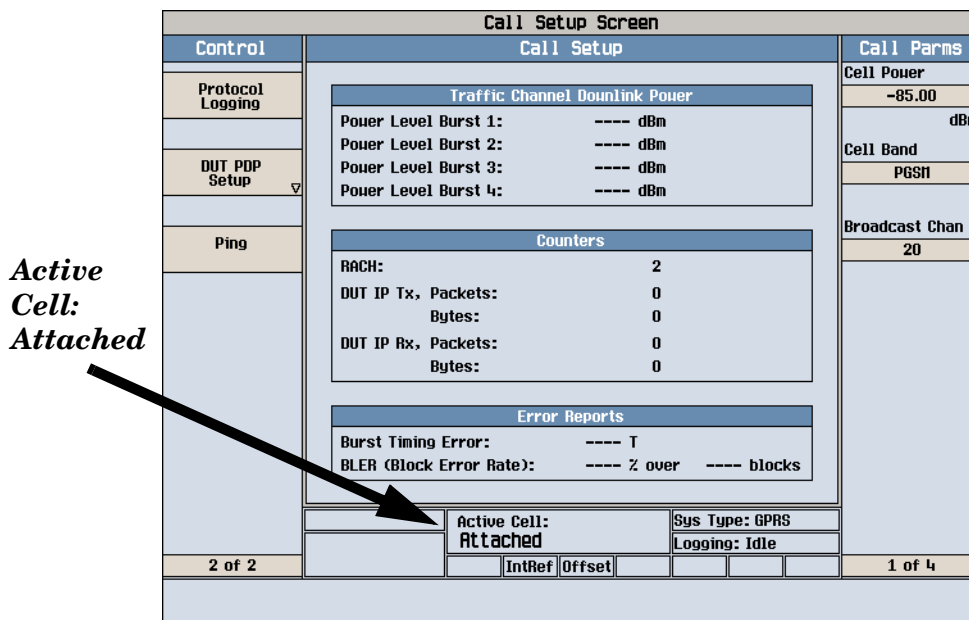 Call Setup Screen
Control
Call Setup
Call Parms
Protocol
Logging
DUT PDP
Setup
Ping
2 of 2
Traffic Channel Downlink Power
Power Level Burst 1: ---- dBm
Power Level Burst 2: ---- dBm
Power Level Burst 3: ---- dBm
Power Level Burst 4: ---- dBm
Counters
RACH: 2
DUT IP Tx, Packets: 0
Bytes: 0
DUT IP Rx, Packets: 0
Bytes: 0
Error Reports
Burst Timing Error: ---- T
BLER (Block Error Rate): ---- % over ---- blocks
Active Cell:
Attached
Sys Type: GPRS
Logging: Idle
IntRef Offset
Cell Power
-85.00
dB
Cell Band
PGSM
Broadcast Chan
20
1 of 4
Active
Cell:
Attached